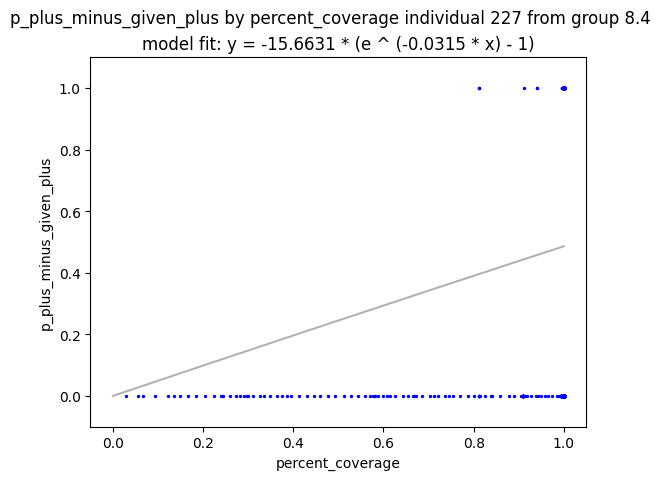 p_plus_minus_given_plus by percent_coverage individual 227 from group 8.4
model fit: y = -15.6631 * (e ^ (-0.0315 * x) - 1)
1.0
0.8
0.6
0.4
0.2
0.0
p_plus_minus_given_plus
0.0 0.2 0.4 0.6 0.8 1.0
percent_coverage